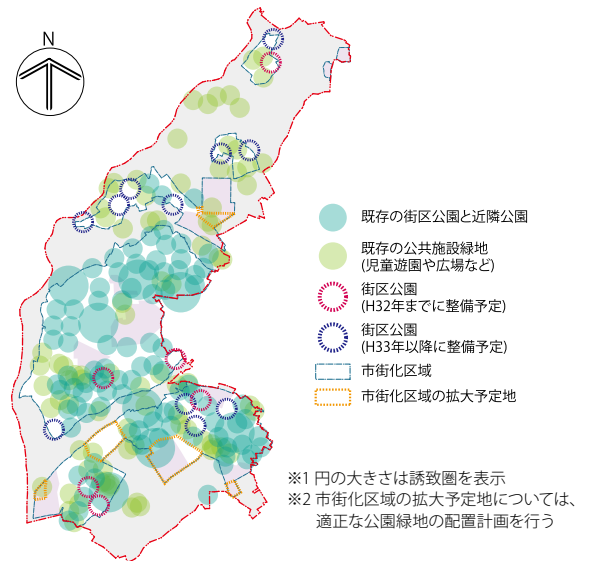 N
既存の街区公園と近隣公園
既存の公共施設緑地
(児童遊園や広場など)
街区公園
(H32年までに整備予定)
街区公園
(H33年以降に整備予定)
市街化区域
市街化区域の拡大予定地
※1 円の大きさは誘致圏を表示
※2 市街化区域の拡大予定地については、
適正な公園緑地の配置計画を行う